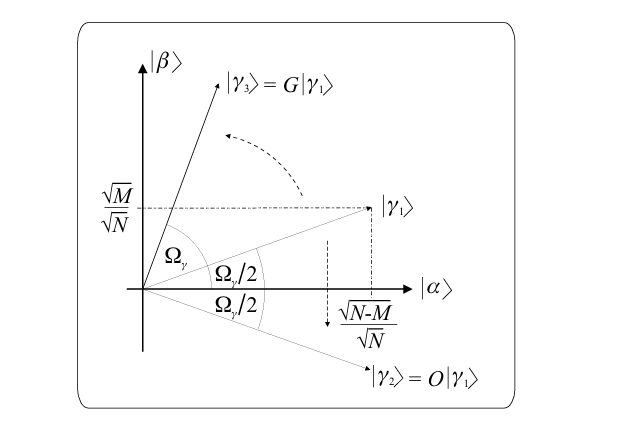 |β⟩
|γ₃⟩ = G|γ₁⟩
√M/√N
|γ₁⟩
Ω_γ
Ω_γ/2
Ω_γ/2
|α⟩
√N-M/√N
|γ₂⟩ = O|γ₁⟩